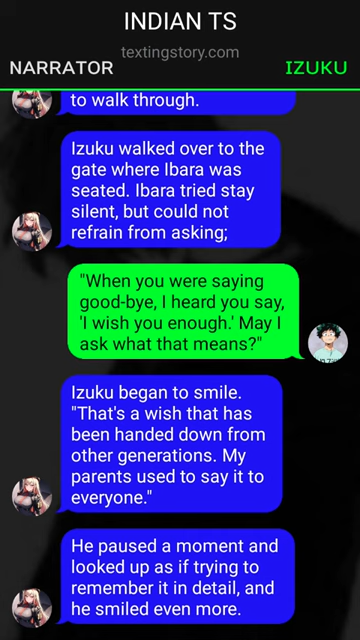 INDIAN TS
textingstory.com
NARRATOR
IZUKU
to walk through.
Izuku walked over to the
gate where Ibara was
seated. Ibara tried stay
silent, but could not
refrain from asking;
"When you were saying
good-bye, I heard you say,
'I wish you enough.' May I
ask what that means?"
Izuku began to smile.
"That's a wish that has
been handed down from
other generations. My
parents used to say it to
everyone."
He paused a moment and
looked up as if trying to
remember it in detail, and
he smiled even more.